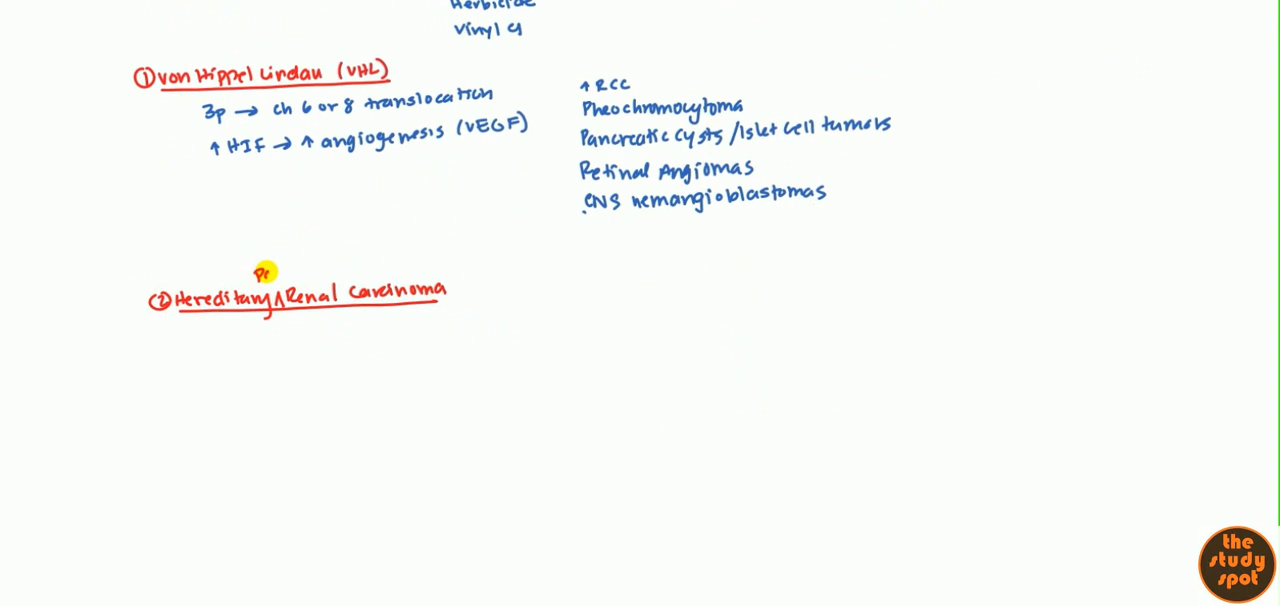 Herbicide
Vinyl Cl
① von Hippel Lindau (VHL)
3p → ch 6 or 8 translocation
↑ HIF → ↑ angiogenesis (VEGF)
↑ RCC
Pheochromocytoma
Pancreatic cysts / Islet cell tumors
Retinal Angiomas
CNS hemangioblastomas
Pa
② Hereditary ^ Renal Carcinoma
the
study
spot